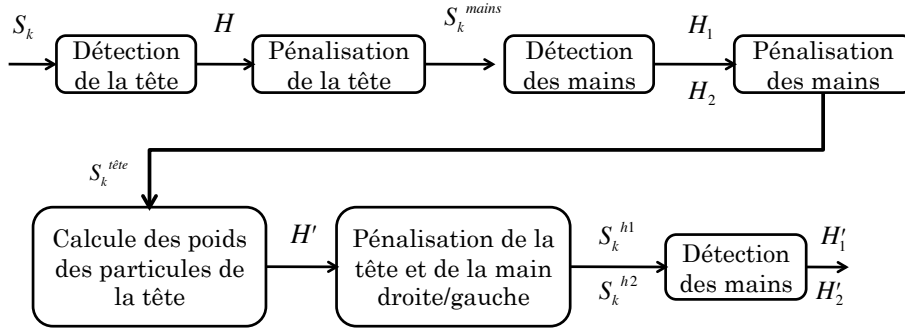 S_k
Détection
de la tête
H
Pénalisation
de la tête
S_k^{mains}
Détection
des mains
H_1
H_2
Pénalisation
des mains
S_k^{tête}
Calcule des poids
des particules de
la tête
H'
Pénalisation de la
tête et de la main
droite/gauche
S_k^{h1}
S_k^{h2}
Détection
des mains
H'_1
H'_2